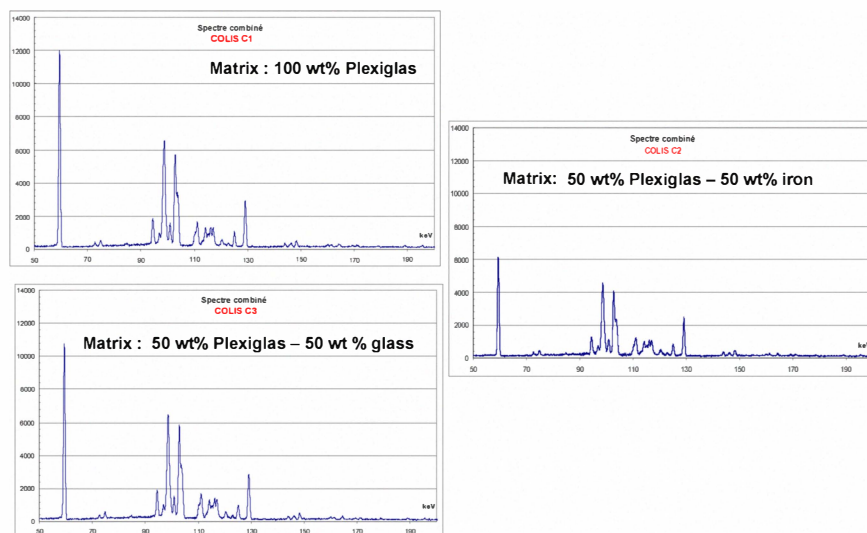 Spectre combiné
COLIS C1
Matrix : 100 wt% Plexiglas
14000
12000
10000
8000
6000
4000
2000
0
keV
50 70 90 110 130 150 170 190
Spectre combiné
COLIS C2
Matrix: 50 wt% Plexiglas – 50 wt% iron
14000
12000
10000
8000
6000
4000
2000
0
50 70 90 110 130 150 170
Spectre combiné
COLIS C3
Matrix : 50 wt% Plexiglas – 50 wt % glass
14000
12000
10000
8000
6000
4000
2000
0
keV
50 70 90 110 130 150 170 190